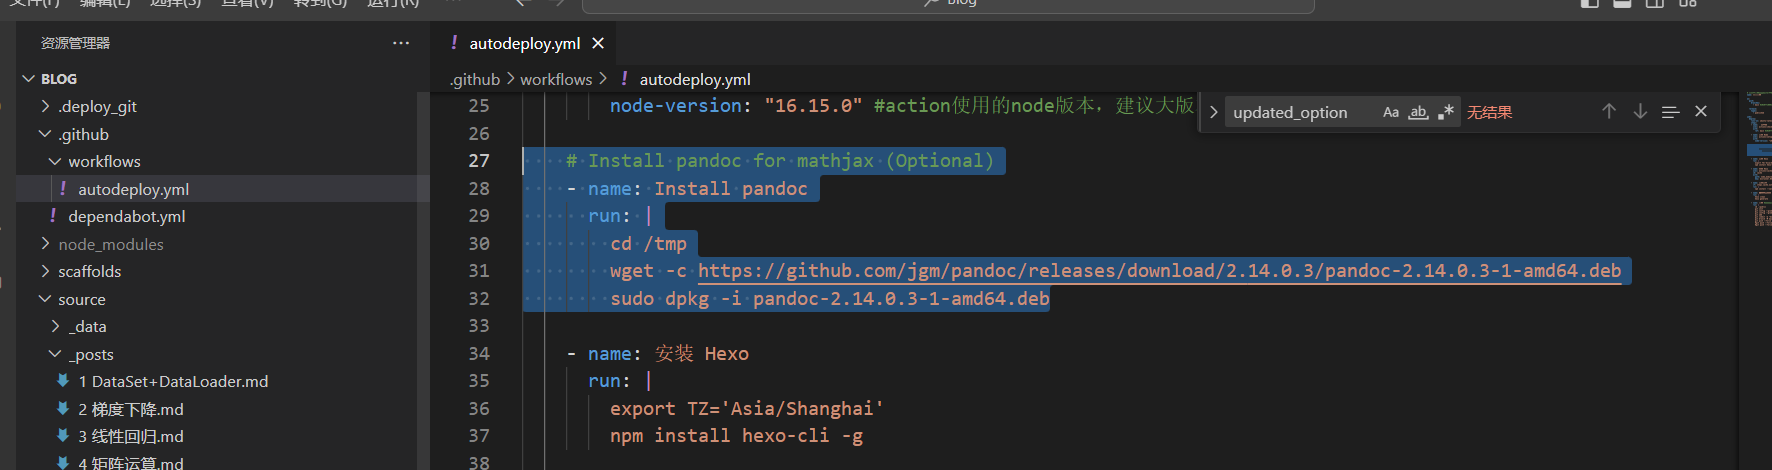 文件(F) 编辑(E) 选择(S) 查看(V) 转到(G) 运行(R) blog
资源管理器 ...
BLOG
.deploy_git
.github
workflows
autodeploy.yml
dependabot.yml
node_modules
scaffolds
source
_data
_posts
1 DataSet+DataLoader.md
2 梯度下降.md
3 线性回归.md
4 矩阵运算.md
! autodeploy.yml
.github > workflows > ! autodeploy.yml
updated_option Aa ab .* 无结果
25 node-version: "16.15.0" #action使用的node版本，建议大版
26
27 # Install pandoc for mathjax (Optional)
28 - name: Install pandoc
29 run: |
30 cd /tmp
31 wget -c https://github.com/jgm/pandoc/releases/download/2.14.0.3/pandoc-2.14.0.3-1-amd64.deb
32 sudo dpkg -i pandoc-2.14.0.3-1-amd64.deb
33
34 - name: 安装 Hexo
35 run: |
36 export TZ='Asia/Shanghai'
37 npm install hexo-cli -g
38